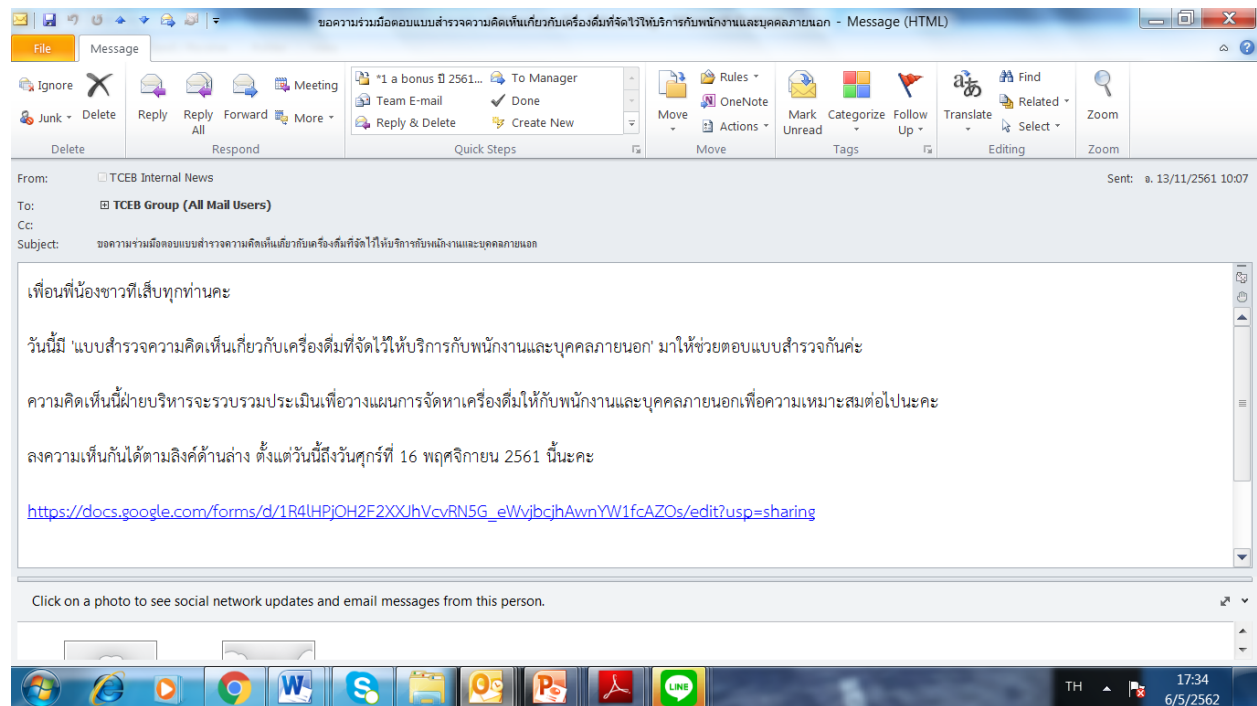 ขอความร่วมมือตอบแบบสำรวจความคิดเห็นเกี่ยวกับเครื่องดื่มที่จัดไว้ให้บริการกับพนักงานและบุคคลภายนอก - Message (HTML)
File Message
Ignore Delete Reply Reply All Forward Meeting *1 a bonus ปี 2561... To Manager Move Rules OneNote Mark Unread Categorize Follow Up Translate Find Related Zoom
Junk More Team E-mail Done Actions Select
Reply & Delete Create New
Delete Respond Quick Steps Move Tags Editing Zoom
From: TCEB Internal News Sent: อ. 13/11/2561 10:07
To: TCEB Group (All Mail Users)
Cc:
Subject: ขอความร่วมมือตอบแบบสำรวจความคิดเห็นเกี่ยวกับเครื่องดื่มที่จัดไว้ให้บริการกับพนักงานและบุคคลภายนอก
เพื่อนพี่น้องชาวทีเส็บทุกท่านคะ
วันนี้มี 'แบบสำรวจความคิดเห็นเกี่ยวกับเครื่องดื่มที่จัดไว้ให้บริการกับพนักงานและบุคคลภายนอก' มาให้ช่วยตอบแบบสำรวจกันค่ะ
ความคิดเห็นนี้ฝ่ายบริหารจะรวบรวมประเมินเพื่อวางแผนการจัดหาเครื่องดื่มให้กับพนักงานและบุคคลภายนอกเพื่อความเหมาะสมต่อไปนะคะ
ลงความเห็นกันได้ตามลิงค์ด้านล่าง ตั้งแต่วันนี้ถึงวันศุกร์ที่ 16 พฤศจิกายน 2561 นี้นะคะ
https://docs.google.com/forms/d/1R4lHPjOH2F2XXJhVcvRN5G_eWvjbcjhAwnYW1fcAZOs/edit?usp=sharing
Click on a photo to see social network updates and email messages from this person.
LINE TH 17:34
6/5/2562